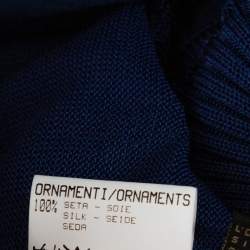 ORNAMENTI/ORNAMENTS
100% SETA - SOIE
SILK - SEIDE
SEDA